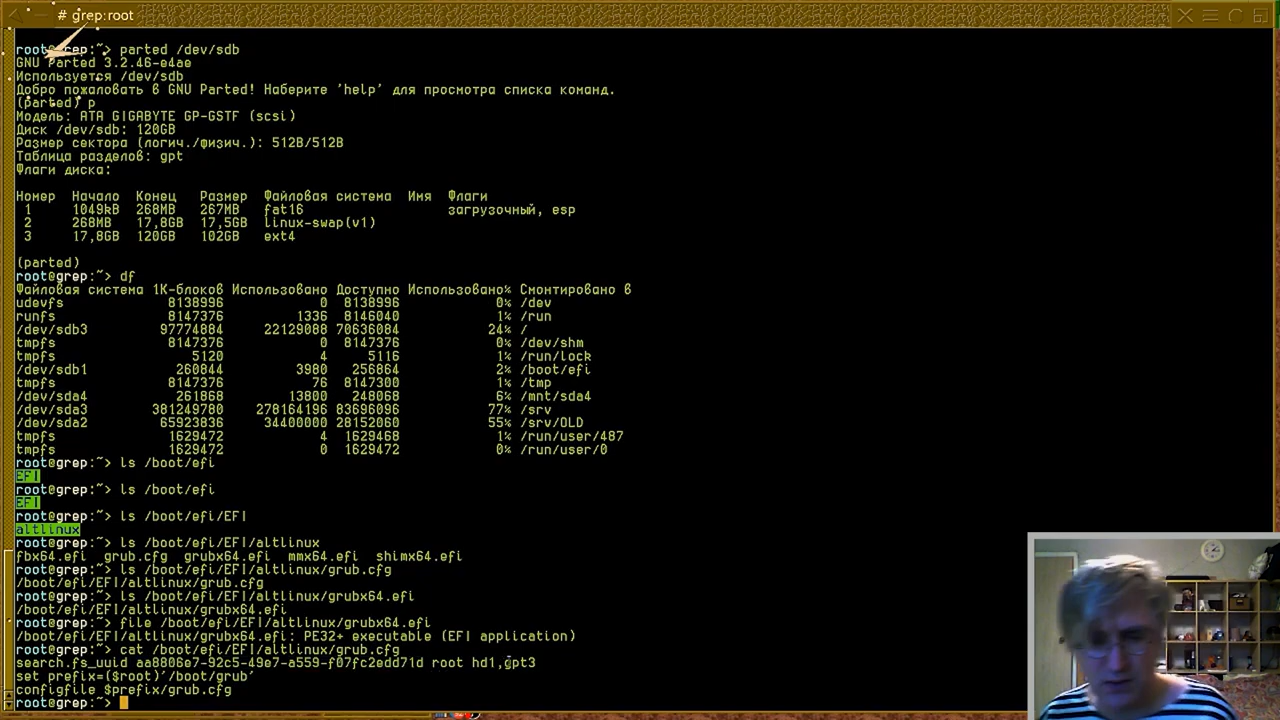 # grep:root
root@grep:~> parted /dev/sdb
GNU Parted 3.2.46-e4ae
Используется /dev/sdb
Добро пожаловать в GNU Parted! Наберите 'help' для просмотра списка команд.
(parted) p
Модель: ATA GIGABYTE GP-GSTF (scsi)
Диск /dev/sdb: 120GB
Размер сектора (логич./физич.): 512B/512B
Таблица разделов: gpt
Флаги диска:
Номер Начало Конец Размер Файловая система Имя Флаги
1 1049kB 268MB 267MB fat16 загрузочный, esp
2 268MB 17,8GB 17,5GB linux-swap(v1)
3 17,8GB 120GB 102GB ext4
(parted)
root@grep:~> df
Файловая система 1K-блоков Использовано Доступно Использовано% Смонтировано в
udevfs 8138996 0 8138996 0% /dev
runfs 8147376 1336 8146040 1% /run
/dev/sdb3 97774884 22129088 70636084 24% /
tmpfs 8147376 0 8147376 0% /dev/shm
tmpfs 5120 4 5116 1% /run/lock
/dev/sdb1 260844 3980 256864 2% /boot/efi
tmpfs 8147376 76 8147300 1% /tmp
/dev/sda4 261868 13800 248068 6% /mnt/sda4
/dev/sda3 381249780 278164196 83696096 77% /srv
/dev/sda2 65923836 34400000 28152060 55% /srv/OLD
tmpfs 1629472 4 1629468 1% /run/user/487
tmpfs 1629472 0 1629472 0% /run/user/0
root@grep:~> ls /boot/efi
EFI
root@grep:~> ls /boot/efi
EFI
root@grep:~> ls /boot/efi/EFI
altlinux
root@grep:~> ls /boot/efi/EFI/altlinux
fbx64.efi grub.cfg grubx64.efi mmx64.efi shimx64.efi
root@grep:~> ls /boot/efi/EFI/altlinux/grub.cfg
/boot/efi/EFI/altlinux/grub.cfg
root@grep:~> ls /boot/efi/EFI/altlinux/grubx64.efi
/boot/efi/EFI/altlinux/grubx64.efi
root@grep:~> file /boot/efi/EFI/altlinux/grubx64.efi
/boot/efi/EFI/altlinux/grubx64.efi: PE32+ executable (EFI application)
root@grep:~> cat /boot/efi/EFI/altlinux/grub.cfg
search.fs_uuid aa8806e7-92c5-49e7-a559-f07fc2edd71d root hd1,gpt3
set prefix=($root)'/boot/grub'
configfile $prefix/grub.cfg
root@grep:~>